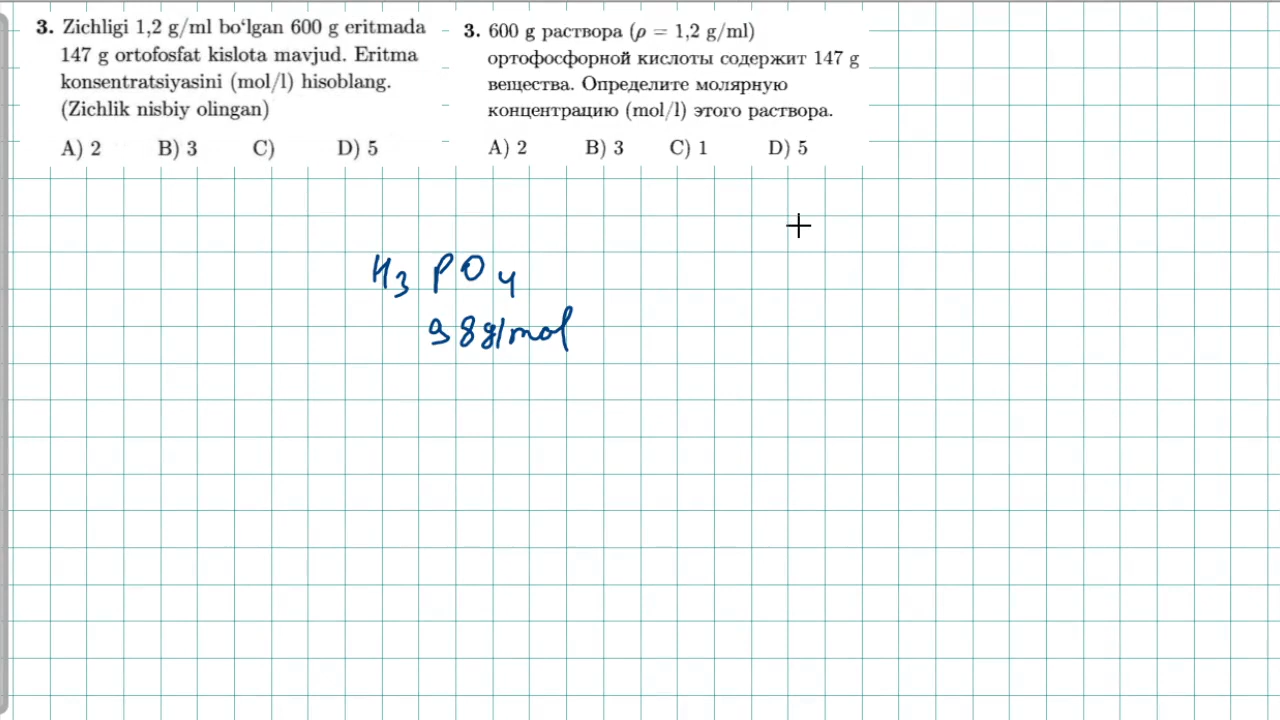 3. Zichligi 1,2 g/ml bo‘lgan 600 g eritmada
147 g ortofosfat kislota mavjud. Eritma
konsentratsiyasini (mol/l) hisoblang.
(Zichlik nisbiy olingan)
A) 2 B) 3 C) D) 5
3. 600 g раствора (ρ = 1,2 g/ml)
ортофосфорной кислоты содержит 147 g
вещества. Определите молярную
концентрацию (mol/l) этого раствора.
A) 2 B) 3 C) 1 D) 5
H3PO4
98g/mol